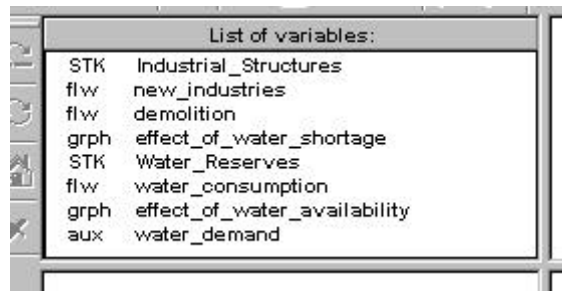 List of variables:
STK Industrial_Structures
flw new_industries
flw demolition
grph effect_of_water_shortage
STK Water_Reserves
flw water_consumption
grph effect_of_water_availability
aux water_demand